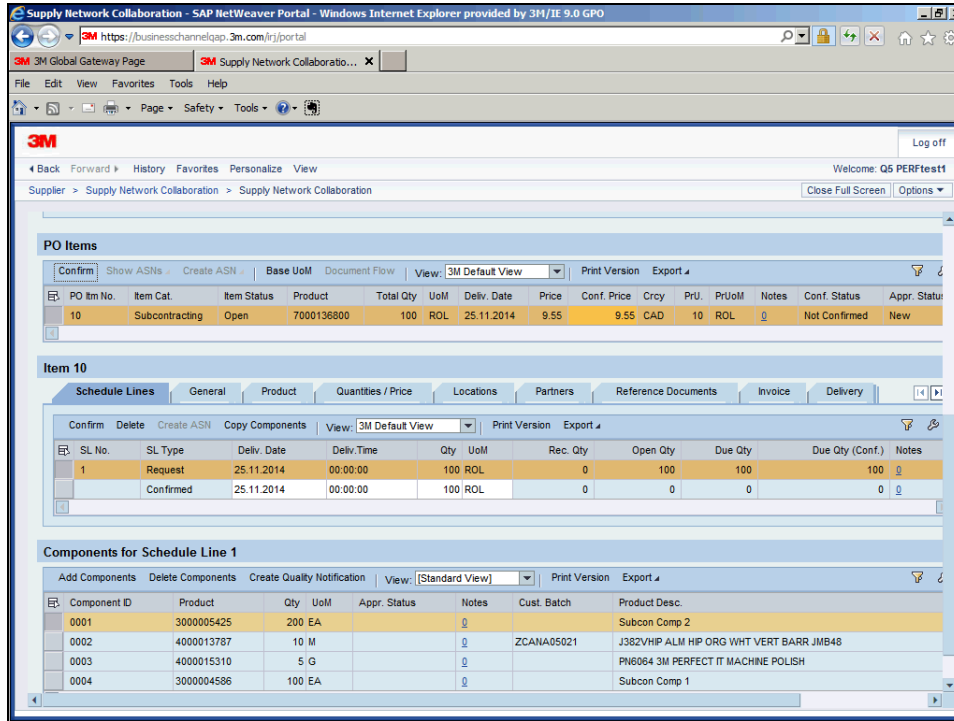 Supply Network Collaboration - SAP NetWeaver Portal - Windows Internet Explorer provided by 3M/IE 9.0 GPO
3M https://businesschannelqap.3m.com/irj/portal
3M 3M Global Gateway Page 3M Supply Network Collaboratio... X
File Edit View Favorites Tools Help
Page Safety Tools
3M Log off
Back Forward History Favorites Personalize View Welcome: Q5 PERFtest1
Supplier > Supply Network Collaboration > Supply Network Collaboration Close Full Screen Options
PO Items
Confirm Show ASNs Create ASN Base UoM Document Flow View: 3M Default View Print Version Export
PO Itm No. Item Cat. Item Status Product Total Qty UoM Deliv. Date Price Conf. Price Crcy PrU. PrUoM Notes Conf. Status Appr. Status
10 Subcontracting Open 7000136800 100 ROL 25.11.2014 9.55 9.55 CAD 10 ROL 0 Not Confirmed New
Item 10
Schedule Lines General Product Quantities / Price Locations Partners Reference Documents Invoice Delivery
Confirm Delete Create ASN Copy Components View: 3M Default View Print Version Export
SL No. SL Type Deliv. Date Deliv.Time Qty UoM Rec. Qty Open Qty Due Qty Due Qty (Conf.) Notes
1 Request 25.11.2014 00:00:00 100 ROL 0 100 100 100 0
Confirmed 25.11.2014 00:00:00 100 ROL 0 0 0 0 0
Components for Schedule Line 1
Add Components Delete Components Create Quality Notification View: [Standard View] Print Version Export
Component ID Product Qty UoM Appr. Status Notes Cust. Batch Product Desc.
0001 3000005425 200 EA 0 Subcon Comp 2
0002 4000013787 10 M 0 ZCANA05021 J382VHIP ALM HIP ORG WHT VERT BARR JMB48
0003 4000015310 5 G 0 PN6064 3M PERFECT IT MACHINE POLISH
0004 3000004586 100 EA 0 Subcon Comp 1